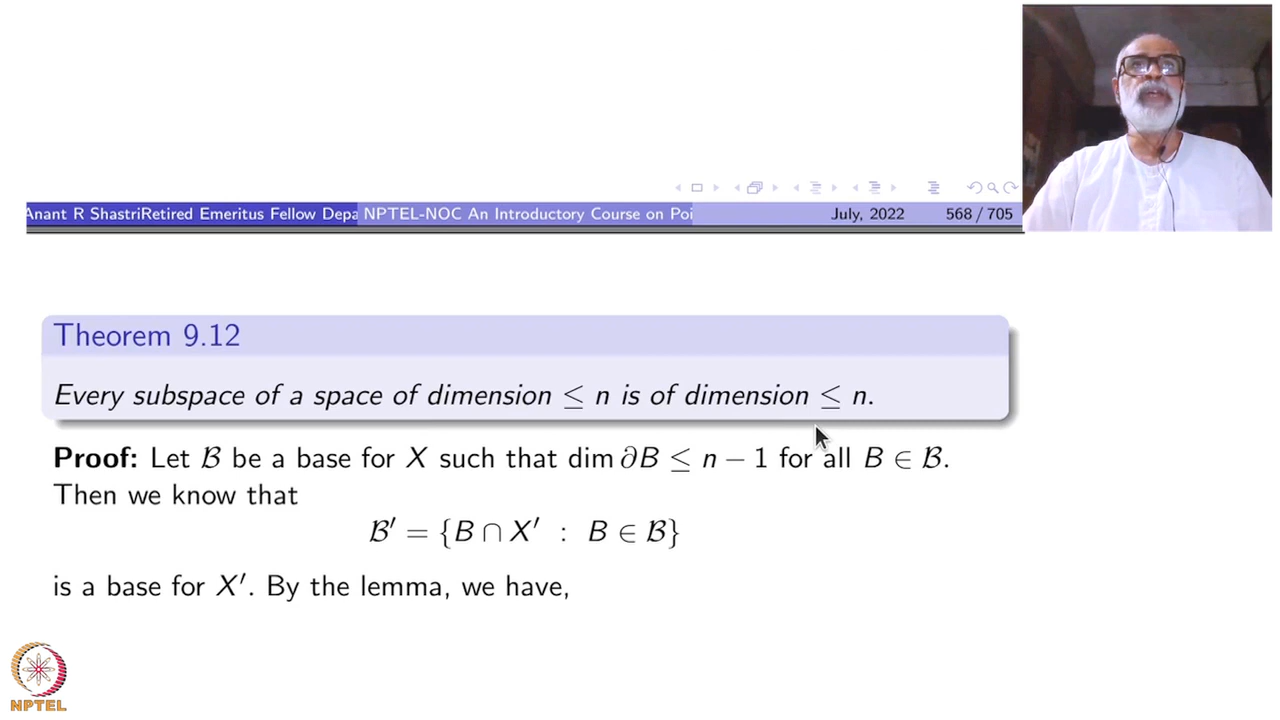 Anant R ShastriRetired Emeritus Fellow Depa NPTEL-NOC An Introductory Course on Poi July, 2022 568 / 705
Theorem 9.12
Every subspace of a space of dimension ≤ n is of dimension ≤ n.
Proof: Let ℬ be a base for X such that dim ∂B ≤ n − 1 for all B ∈ ℬ.
Then we know that
ℬ′ = {B ∩ X′ : B ∈ ℬ}
is a base for X′. By the lemma, we have,
NPTEL